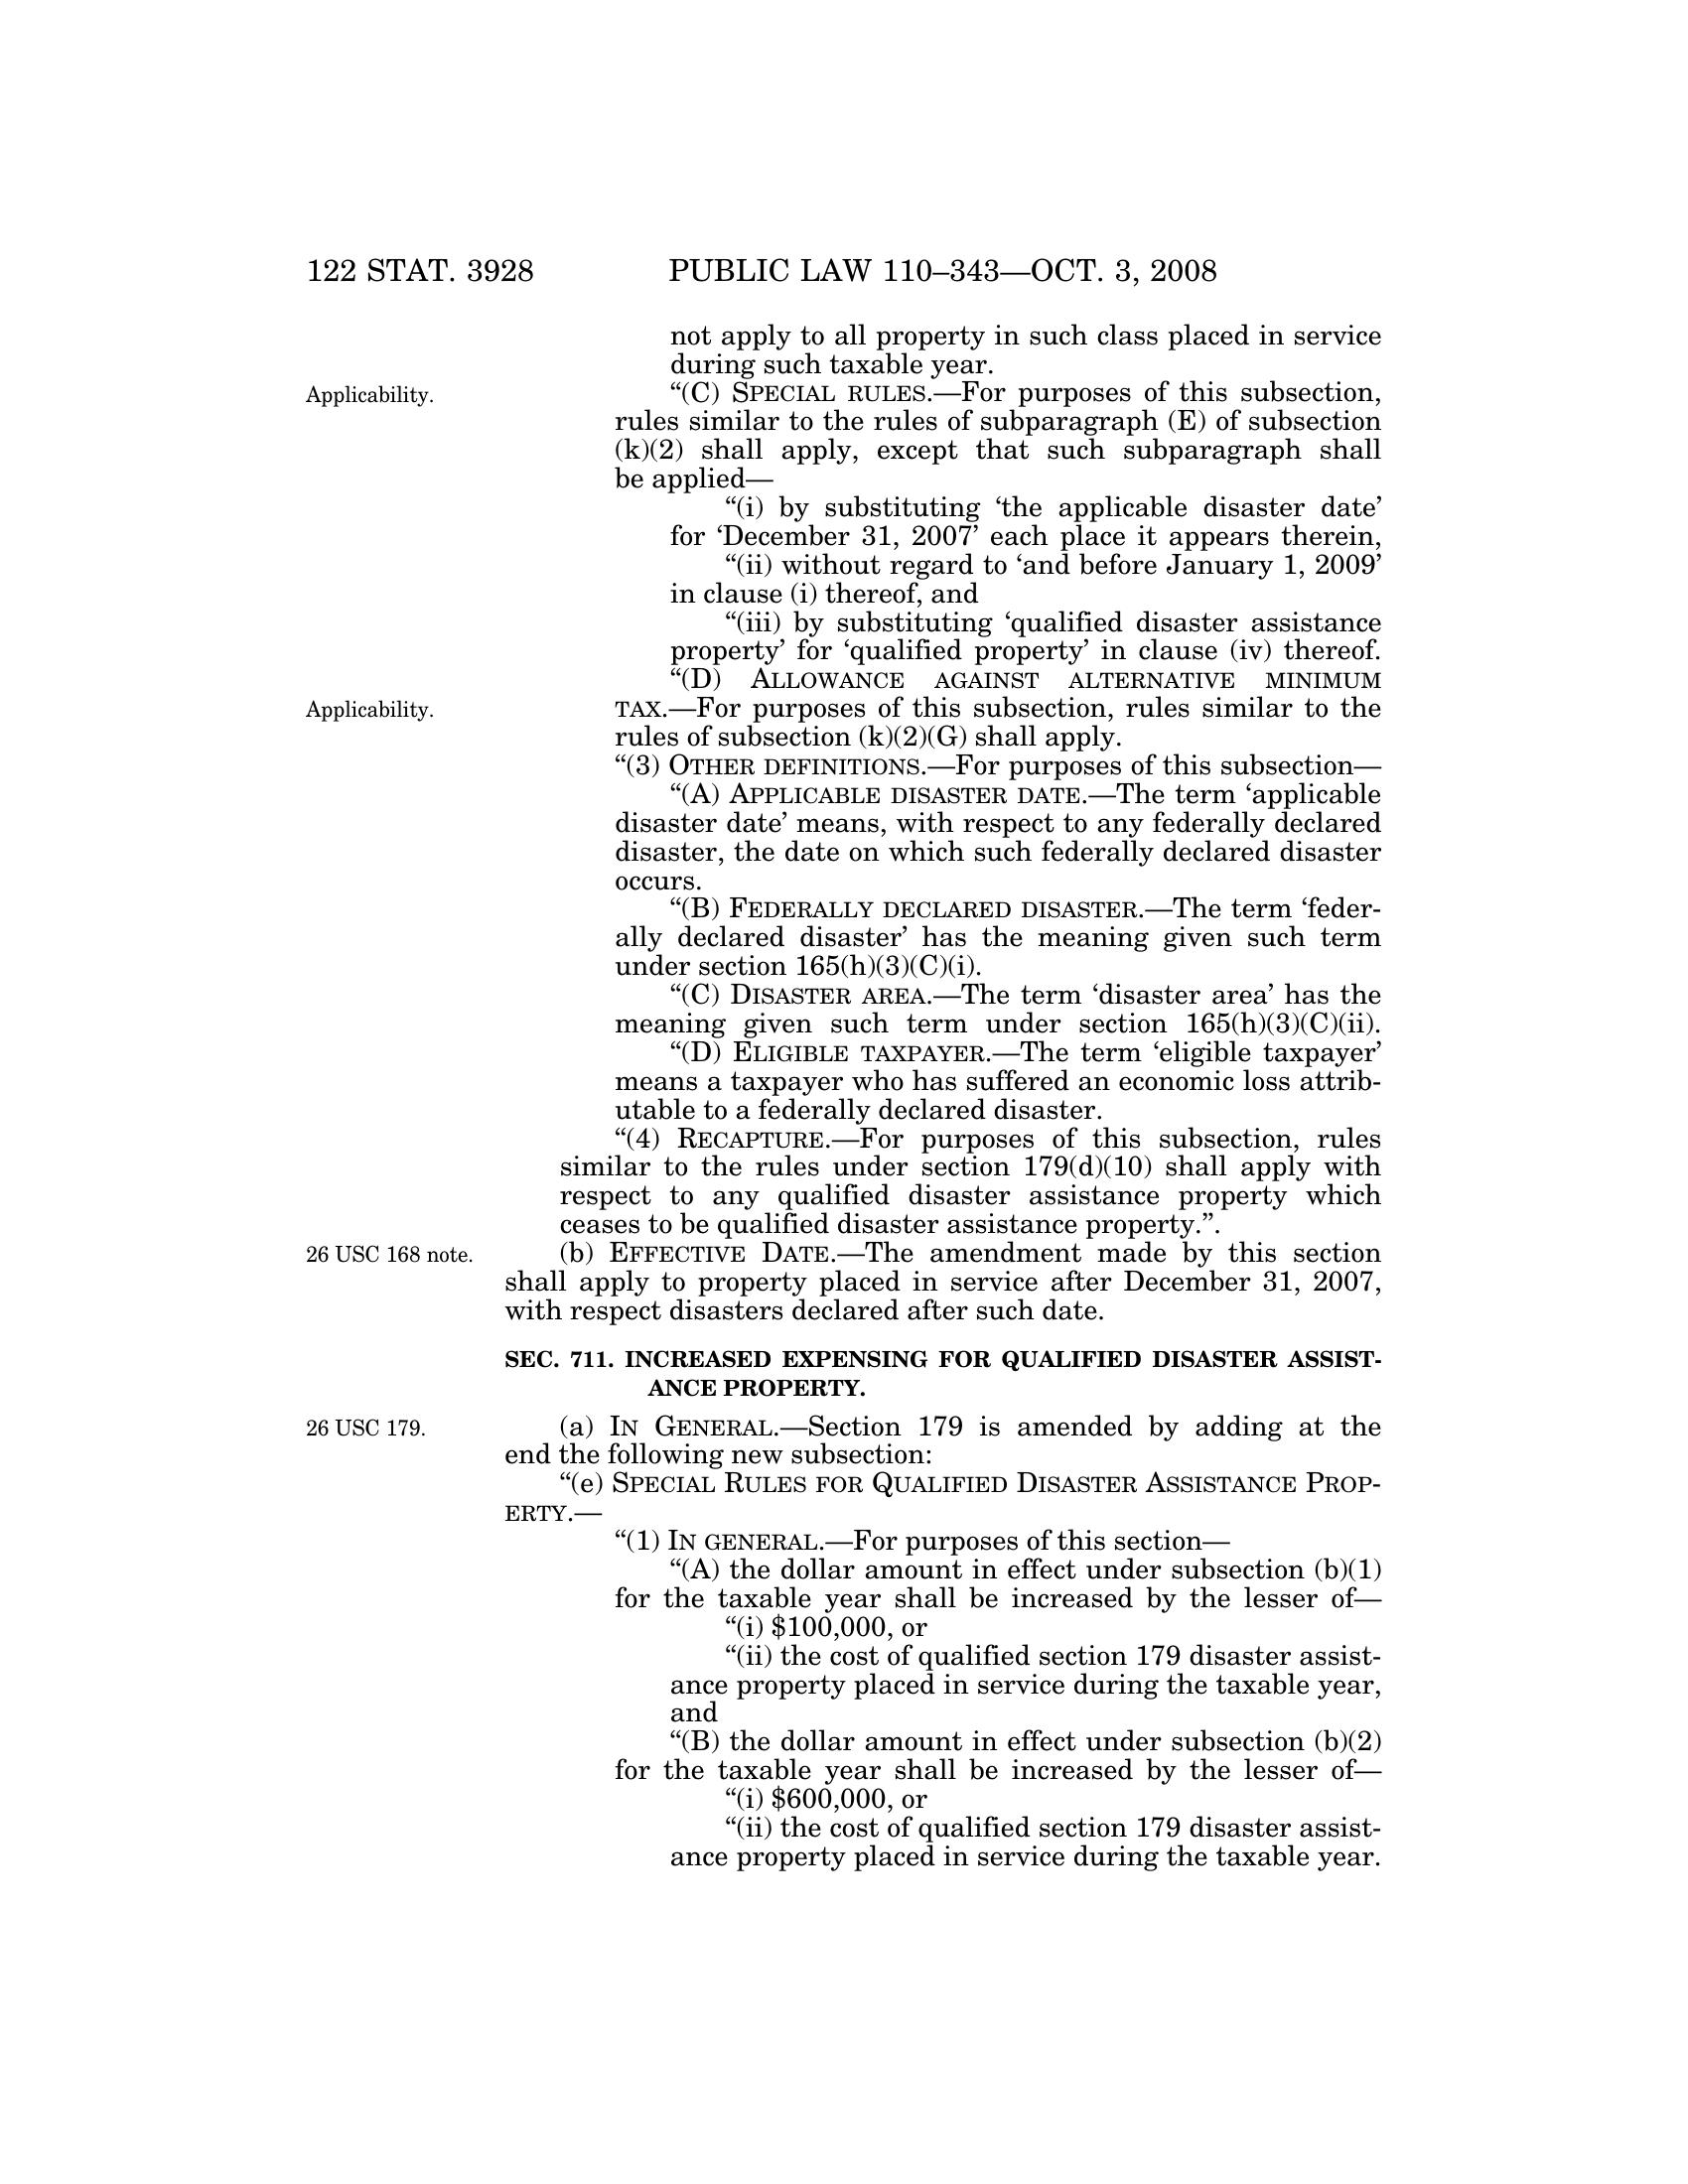 122 STAT. 3928 PUBLIC LAW 110–343—OCT. 3, 2008
not apply to all property in such class placed in service
during such taxable year.
Applicability.
“(C) SPECIAL RULES.—For purposes of this subsection,
rules similar to the rules of subparagraph (E) of subsection
(k)(2) shall apply, except that such subparagraph shall
be applied—
“(i) by substituting ‘the applicable disaster date’
for ‘December 31, 2007’ each place it appears therein,
“(ii) without regard to ‘and before January 1, 2009’
in clause (i) thereof, and
“(iii) by substituting ‘qualified disaster assistance
property’ for ‘qualified property’ in clause (iv) thereof.
“(D) ALLOWANCE AGAINST ALTERNATIVE MINIMUM
Applicability.
TAX.—For purposes of this subsection, rules similar to the
rules of subsection (k)(2)(G) shall apply.
“(3) OTHER DEFINITIONS.—For purposes of this subsection—
“(A) APPLICABLE DISASTER DATE.—The term ‘applicable
disaster date’ means, with respect to any federally declared
disaster, the date on which such federally declared disaster
occurs.
“(B) FEDERALLY DECLARED DISASTER.—The term ‘feder-
ally declared disaster’ has the meaning given such term
under section 165(h)(3)(C)(i).
“(C) DISASTER AREA.—The term ‘disaster area’ has the
meaning given such term under section 165(h)(3)(C)(ii).
“(D) ELIGIBLE TAXPAYER.—The term ‘eligible taxpayer’
means a taxpayer who has suffered an economic loss attrib-
utable to a federally declared disaster.
“(4) RECAPTURE.—For purposes of this subsection, rules
similar to the rules under section 179(d)(10) shall apply with
respect to any qualified disaster assistance property which
ceases to be qualified disaster assistance property.”.
26 USC 168 note.
(b) EFFECTIVE DATE.—The amendment made by this section
shall apply to property placed in service after December 31, 2007,
with respect disasters declared after such date.
SEC. 711. INCREASED EXPENSING FOR QUALIFIED DISASTER ASSIST-
ANCE PROPERTY.
26 USC 179.
(a) IN GENERAL.—Section 179 is amended by adding at the
end the following new subsection:
“(e) SPECIAL RULES FOR QUALIFIED DISASTER ASSISTANCE PROP-
ERTY.—
“(1) IN GENERAL.—For purposes of this section—
“(A) the dollar amount in effect under subsection (b)(1)
for the taxable year shall be increased by the lesser of—
“(i) $100,000, or
“(ii) the cost of qualified section 179 disaster assist-
ance property placed in service during the taxable year,
and
“(B) the dollar amount in effect under subsection (b)(2)
for the taxable year shall be increased by the lesser of—
“(i) $600,000, or
“(ii) the cost of qualified section 179 disaster assist-
ance property placed in service during the taxable year.